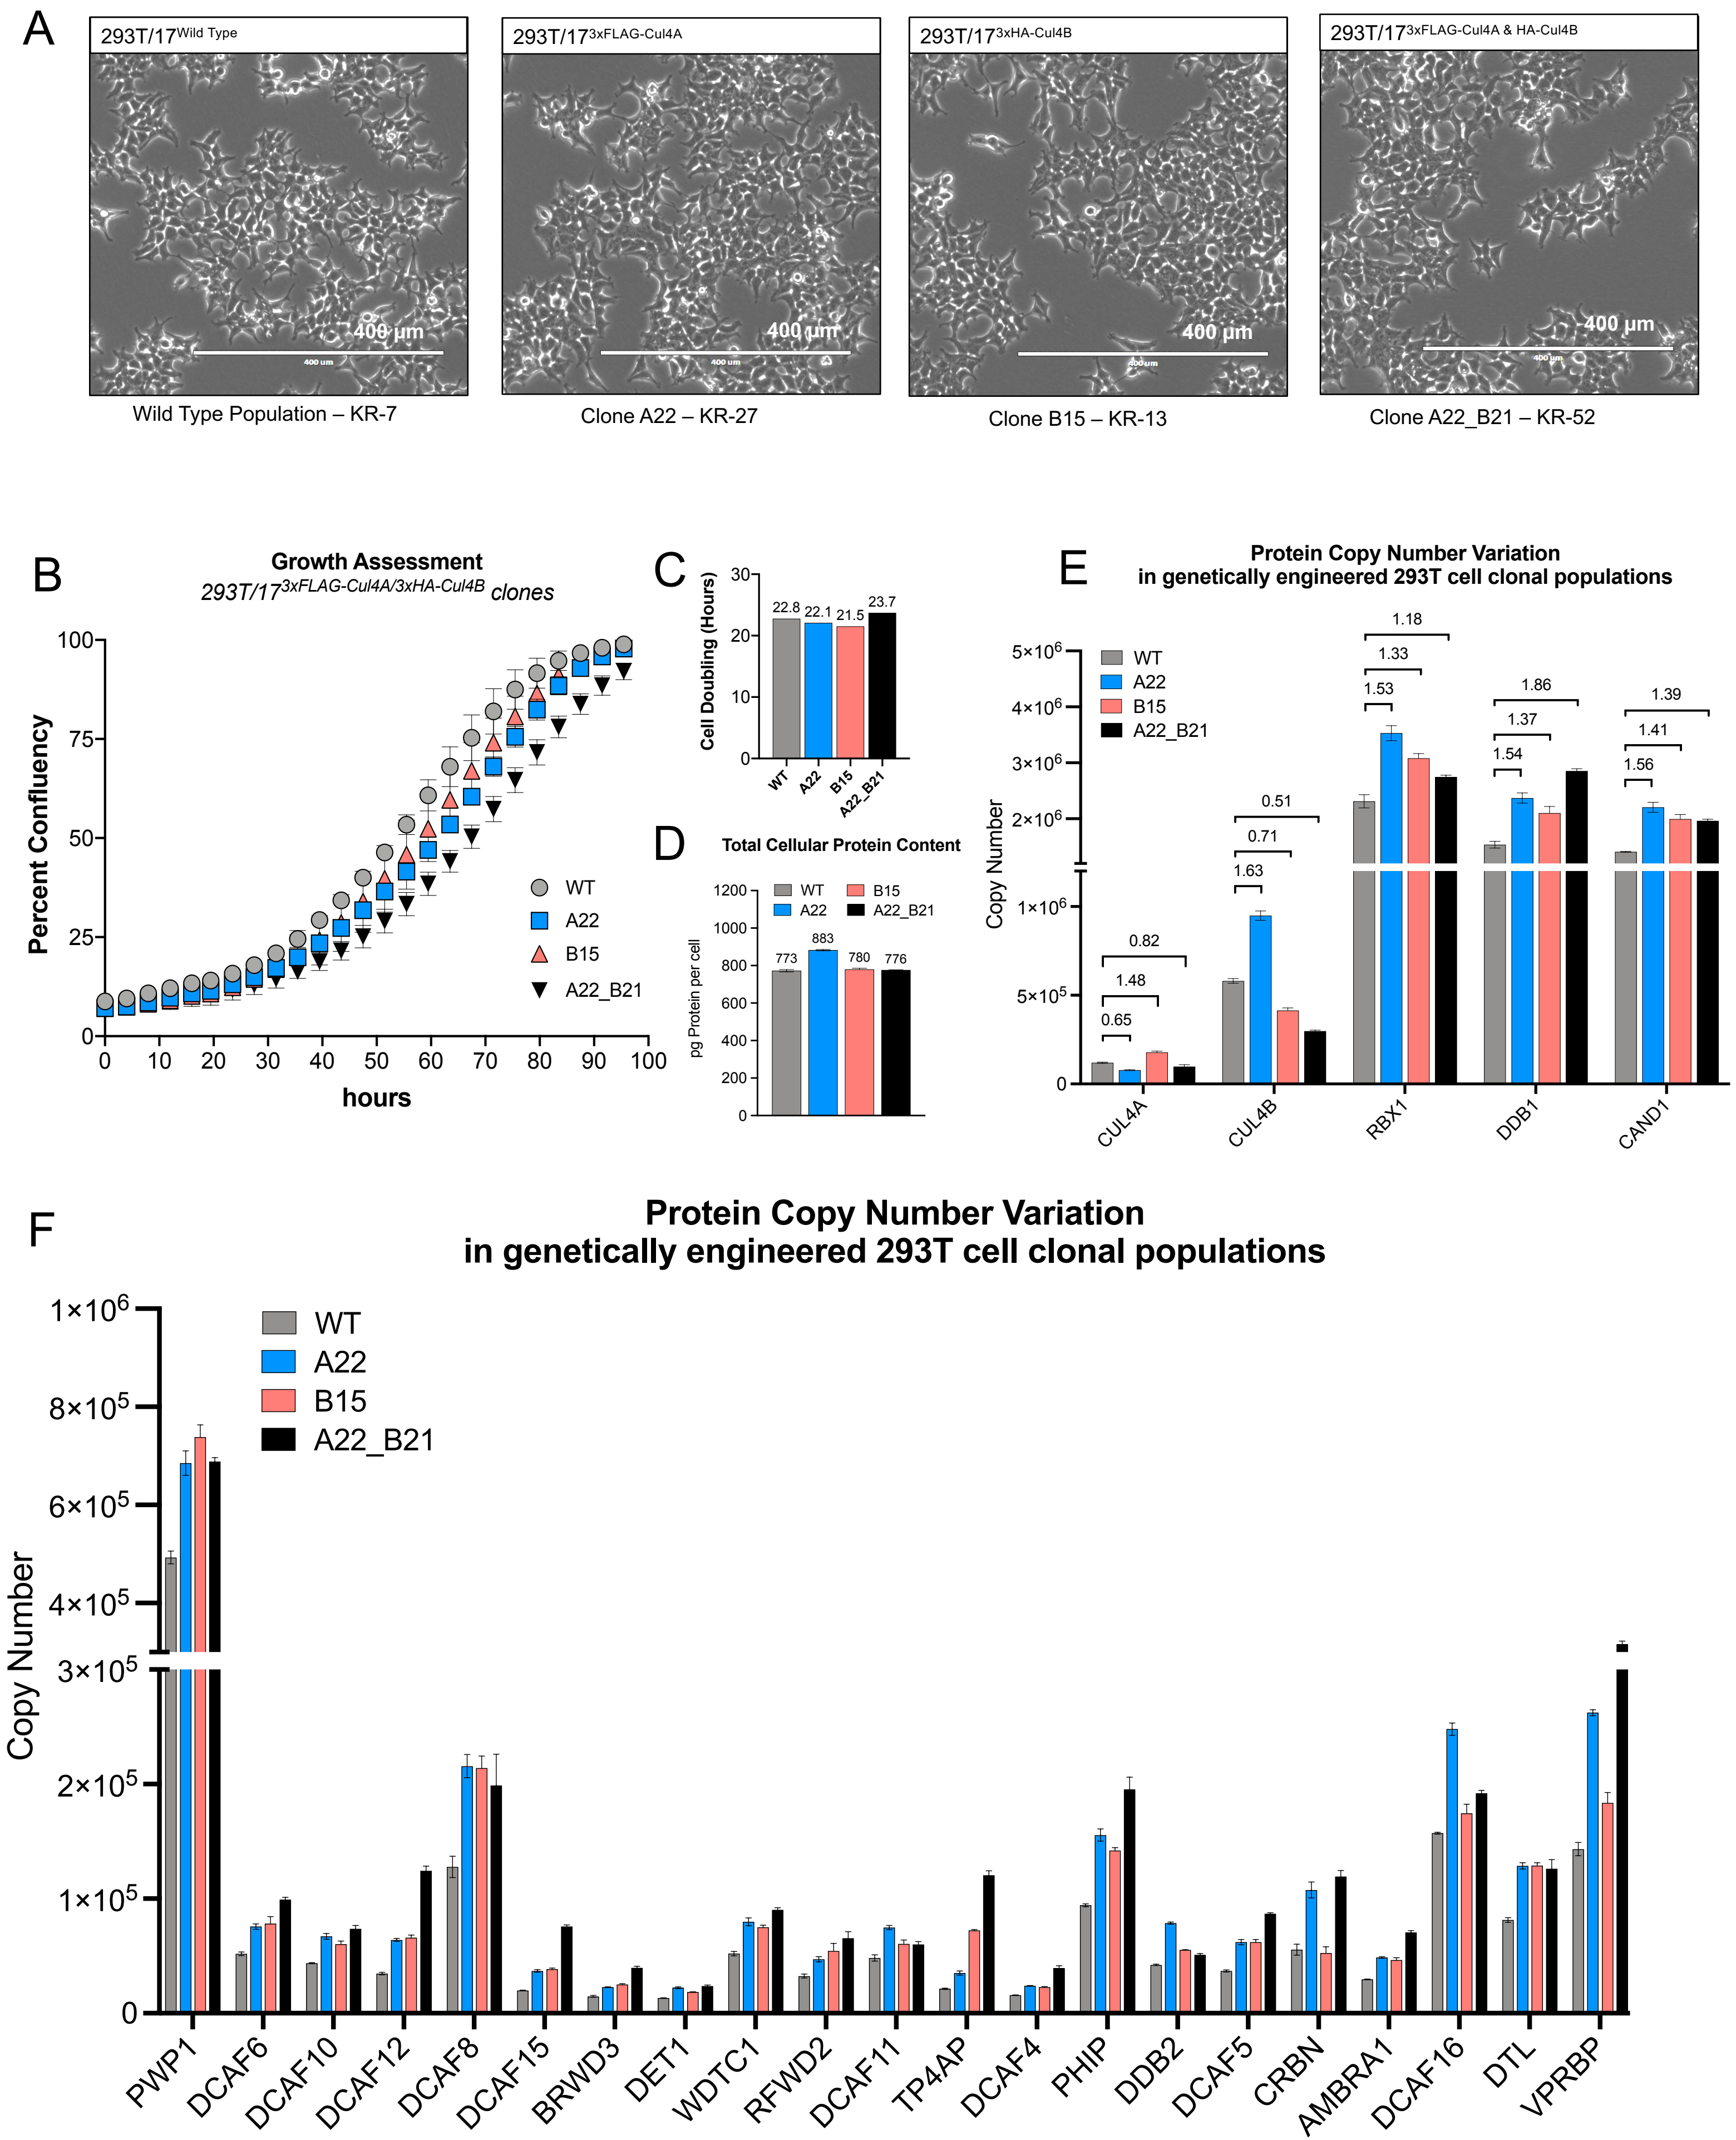 A
293T/17Wild Type
293T/173xFLAG-Cul4A
293T/173xHA-Cul4B
293T/173xFLAG-Cul4A & HA-Cul4B
400 µm
400 um
400 µm
400 um
400 µm
400 um
400 µm
400 um
Wild Type Population – KR-7
Clone A22 – KR-27
Clone B15 – KR-13
Clone A22_B21 – KR-52
B
Growth Assessment
293T/173xFLAG-Cul4A/3xHA-Cul4B clones
Percent Confluency
100
75
50
25
0
WT
A22
B15
A22_B21
0 10 20 30 40 50 60 70 80 90 100
hours
C
Cell Doubling (Hours)
30
20
10
0
22.8 22.1 21.5 23.7
WT A22 B15 A22_B21
D
Total Cellular Protein Content
pg Protein per cell
1200
1000
800
600
400
200
0
WT B15
A22 A22_B21
773 883 780 776
E
Protein Copy Number Variation
in genetically engineered 293T cell clonal populations
Copy Number
5×10⁶
4×10⁶
3×10⁶
2×10⁶
1×10⁶
5×10⁵
0
WT
A22
B15
A22_B21
0.82
1.48
0.65
0.51
0.71
1.63
1.18
1.33
1.53
1.86
1.37
1.54
1.39
1.41
1.56
CUL4A CUL4B RBX1 DDB1 CAND1
F
Protein Copy Number Variation
in genetically engineered 293T cell clonal populations
Copy Number
1×10⁶
8×10⁵
6×10⁵
4×10⁵
3×10⁵
2×10⁵
1×10⁵
0
WT
A22
B15
A22_B21
PWP1 DCAF6 DCAF10 DCAF12 DCAF8 DCAF15 BRWD3 DET1 WDTC1 RFWD2 DCAF11 TP4AP DCAF4 PHIP DDB2 DCAF5 CRBN AMBRA1 DCAF16 DTL VPRBP